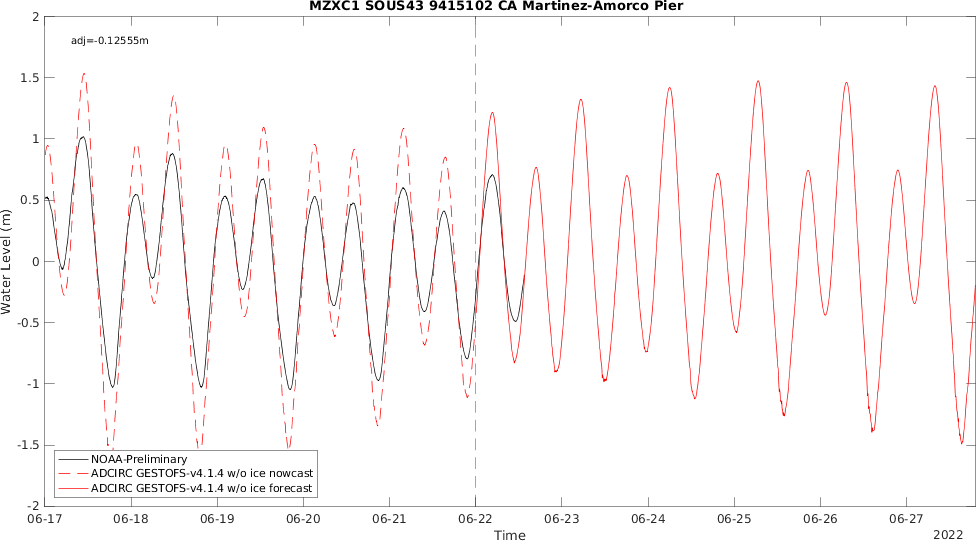 MZXC1 SOUS43 9415102 CA Martinez-Amorco Pier
adj=-0.12555m
2
1.5
1
0.5
0
-0.5
-1
-1.5
-2
Water Level (m)
NOAA-Preliminary
ADCIRC GESTOFS-v4.1.4 w/o ice nowcast
ADCIRC GESTOFS-v4.1.4 w/o ice forecast
06-17 06-18 06-19 06-20 06-21 06-22 06-23 06-24 06-25 06-26 06-27
Time
2022